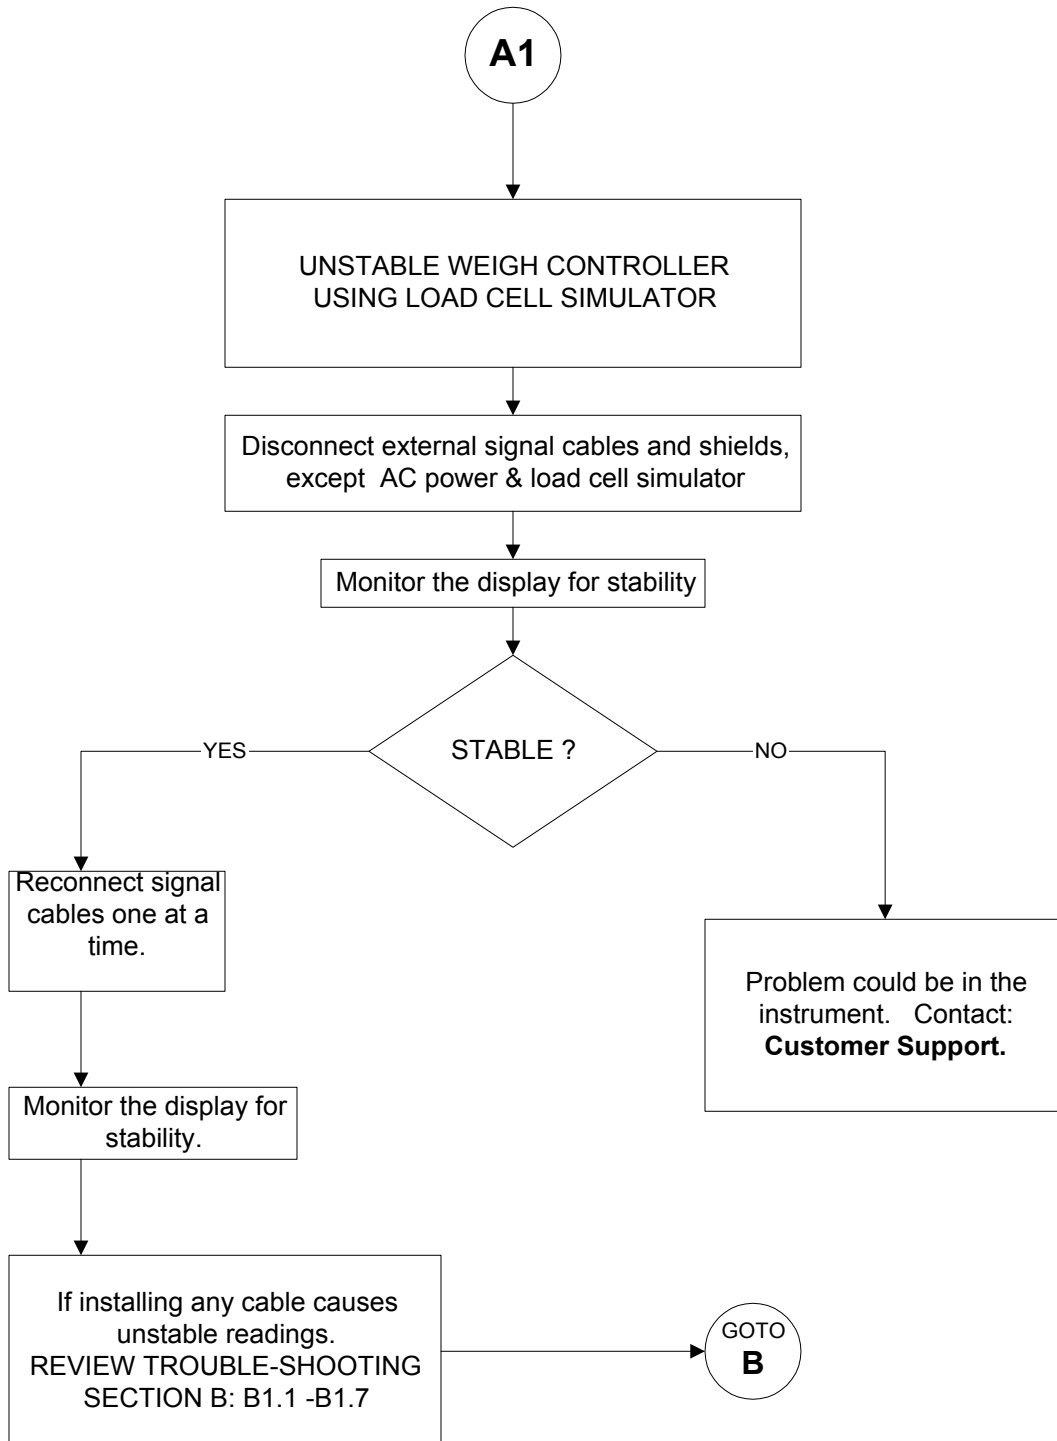 A1
UNSTABLE WEIGH CONTROLLER
USING LOAD CELL SIMULATOR
Disconnect external signal cables and shields,
except AC power & load cell simulator
Monitor the display for stability
STABLE ?
YES
NO
Reconnect signal
cables one at a
time.
Problem could be in the
instrument. Contact:
Customer Support.
Monitor the display for
stability.
If installing any cable causes
unstable readings.
REVIEW TROUBLE-SHOOTING
SECTION B: B1.1 -B1.7
GOTO
B